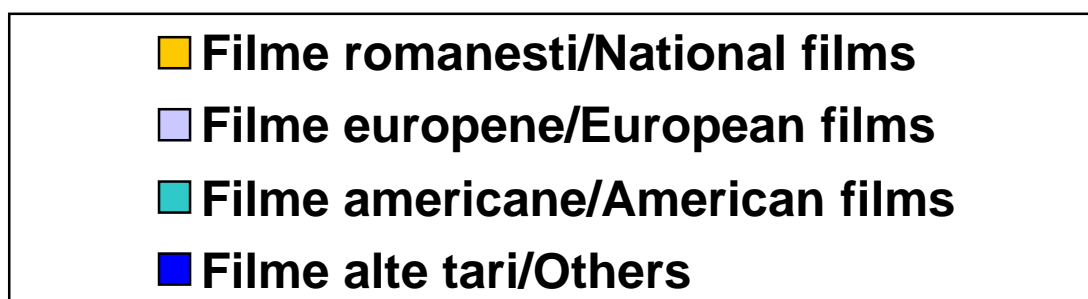 Filme romanesti/National films
Filme europene/European films
Filme americane/American films
Filme alte tari/Others